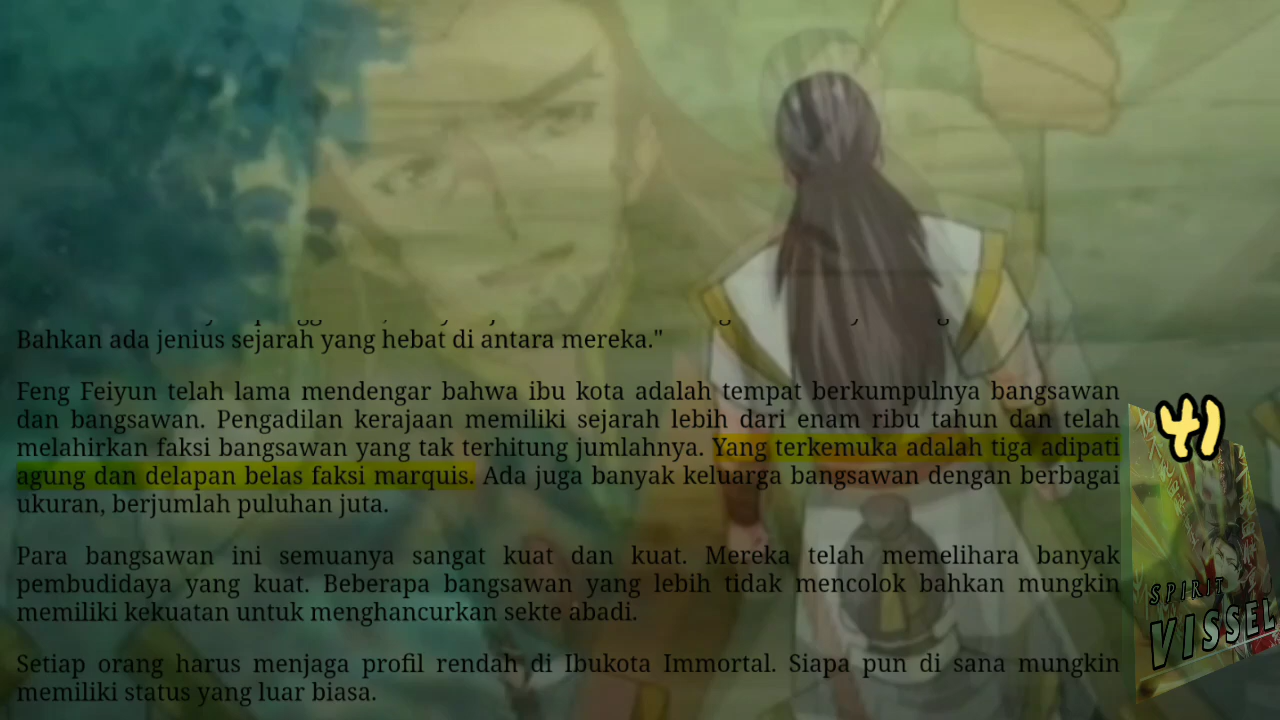 Bahkan ada jenius sejarah yang hebat di antara mereka."
Feng Feiyun telah lama mendengar bahwa ibu kota adalah tempat berkumpulnya bangsawan
dan bangsawan. Pengadilan kerajaan memiliki sejarah lebih dari enam ribu tahun dan telah
melahirkan faksi bangsawan yang tak terhitung jumlahnya. Yang terkemuka adalah tiga adipati
agung dan delapan belas faksi marquis. Ada juga banyak keluarga bangsawan dengan berbagai
ukuran, berjumlah puluhan juta.
Para bangsawan ini semuanya sangat kuat dan kuat. Mereka telah memelihara banyak
pembudidaya yang kuat. Beberapa bangsawan yang lebih tidak mencolok bahkan mungkin
memiliki kekuatan untuk menghancurkan sekte abadi.
Setiap orang harus menjaga profil rendah di Ibukota Immortal. Siapa pun di sana mungkin
memiliki status yang luar biasa.
41
SPIRIT
VISSEL